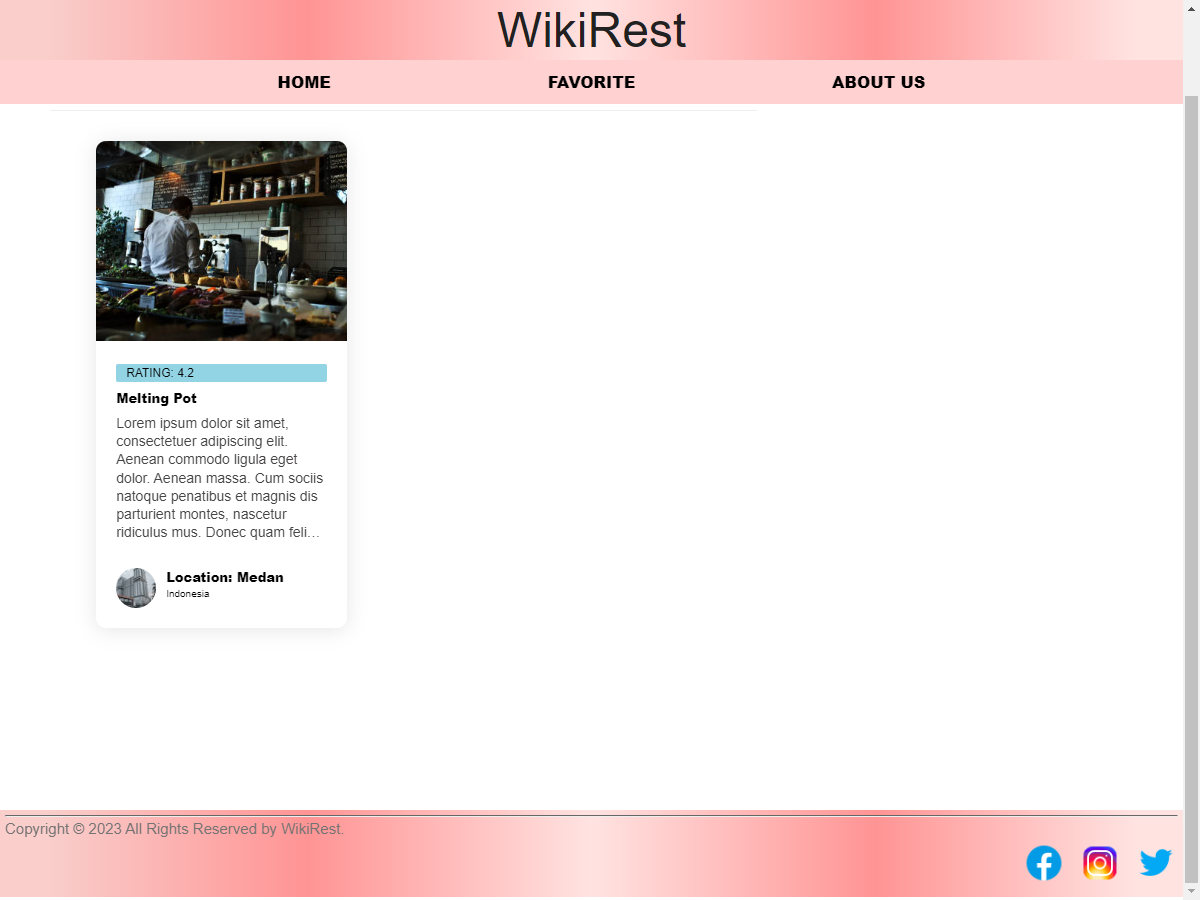 WikiRest
HOME FAVORITE ABOUT US
RATING: 4.2
Melting Pot
Lorem ipsum dolor sit amet,
consectetuer adipiscing elit.
Aenean commodo ligula eget
dolor. Aenean massa. Cum sociis
natoque penatibus et magnis dis
parturient montes, nascetur
ridiculus mus. Donec quam feli...
Location: Medan
Indonesia
Copyright © 2023 All Rights Reserved by WikiRest.